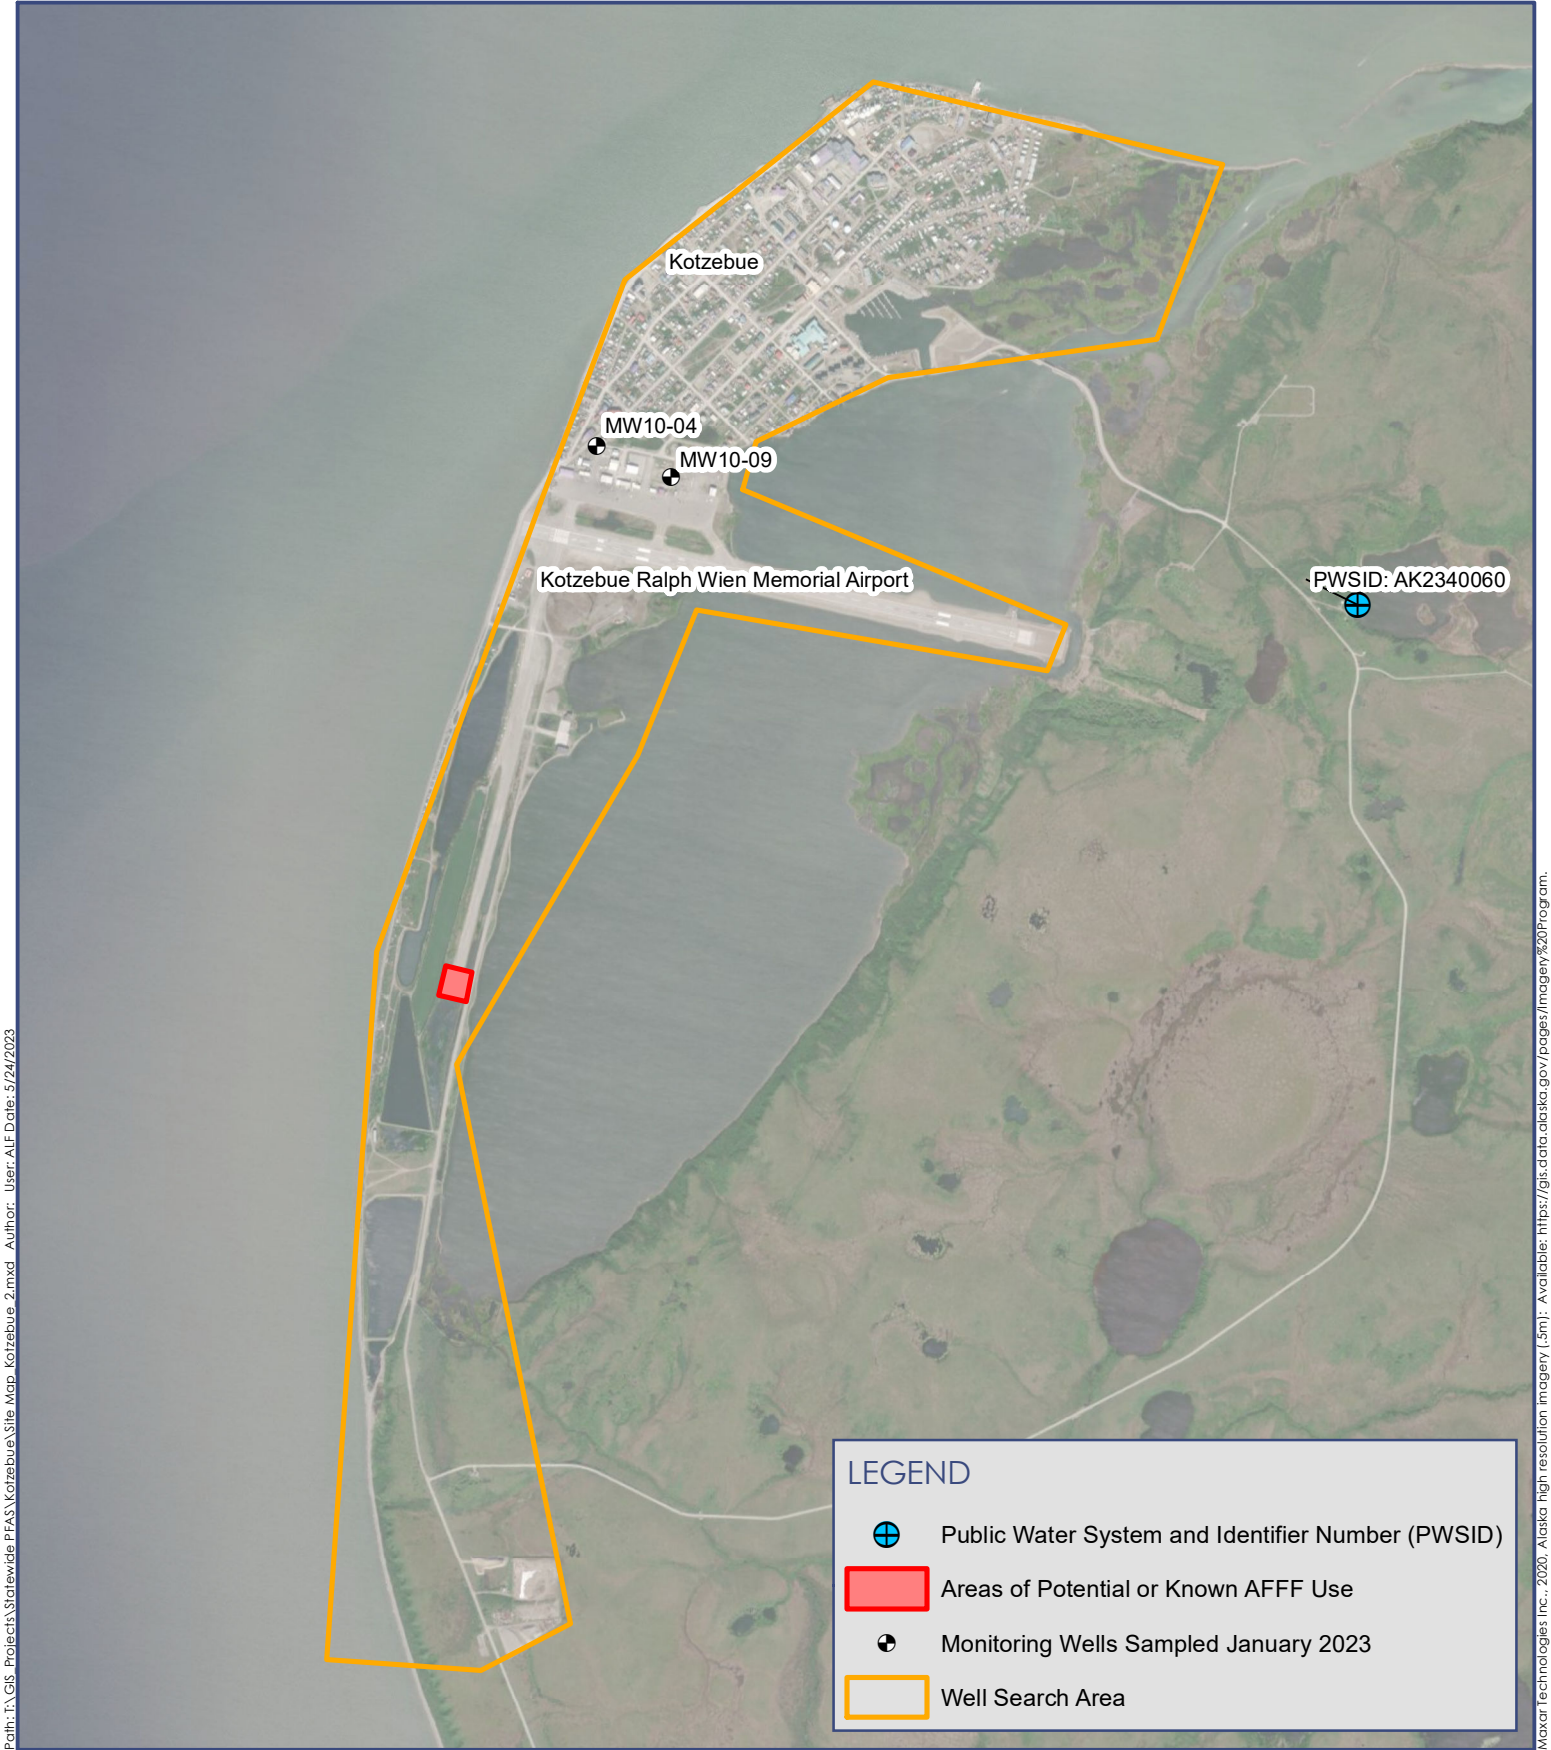 Kotzebue
MW10-04
MW10-09
Kotzebue Ralph Wien Memorial Airport
PWSID: AK2340060
LEGEND
Public Water System and Identifier Number (PWSID)
Areas of Potential or Known AFFF Use
Monitoring Wells Sampled January 2023
Well Search Area
Path: T:\GIS_Projects\Statewide PFAS\Kotzebue\Site Map_Kotzebue_2.mxd Author: User: ALF Date: 5/24/2023
Maxar Technologies Inc., 2020, Alaska high resolution imagery (.5m): Available: https://gis.data.alaska.gov/pages/Imagery%20Program.